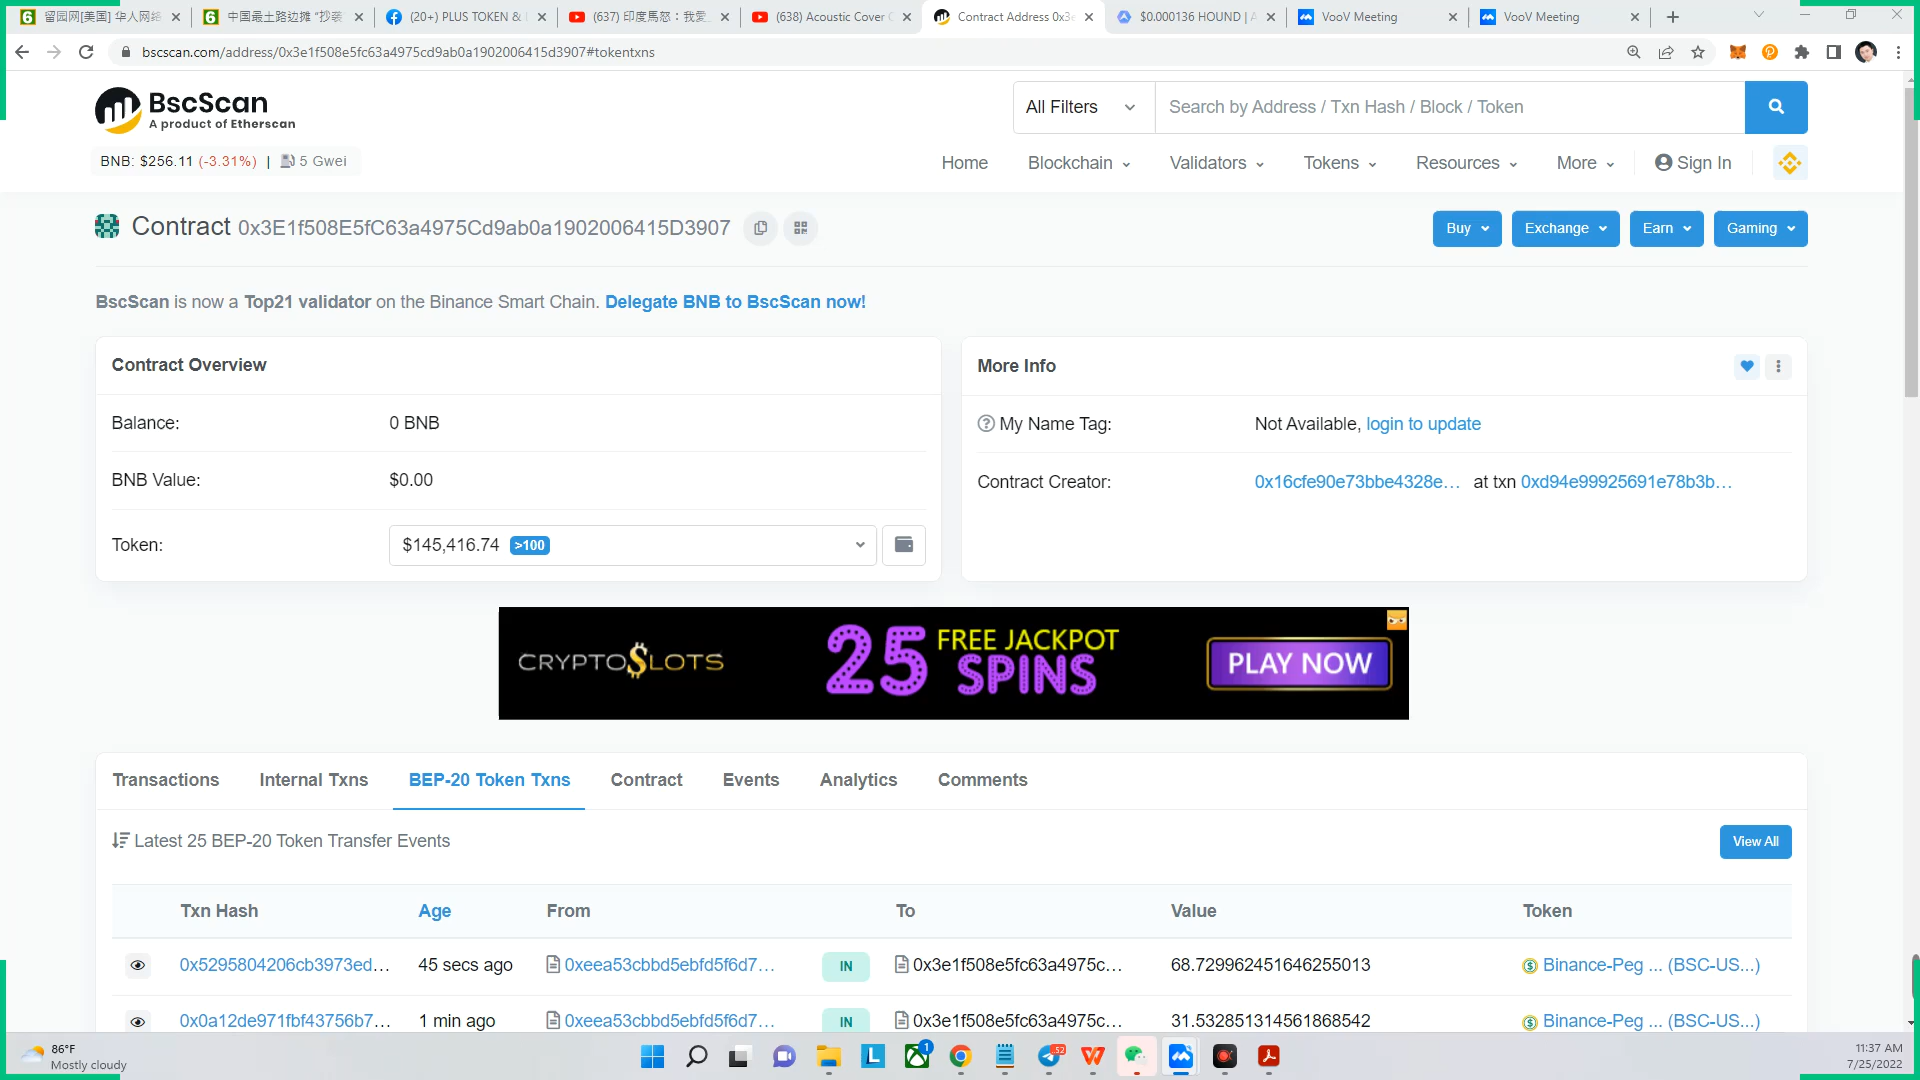 留园网[美国] 华人网络
中国最土路边摊 "抄袭"
(20+) PLUS TOKEN & 
(637) 印度馬怒：我愛
(638) Acoustic Cover
Contract Address 0x3e
$0.000136 HOUND |
VooV Meeting
VooV Meeting
bscscan.com/address/0x3e1f508e5fc63a4975cd9ab0a1902006415d3907#tokentxns
BscScan
A product of Etherscan
All Filters
Search by Address / Txn Hash / Block / Token
BNB: $256.11 (-3.31%) | 5 Gwei
Home
Blockchain
Validators
Tokens
Resources
More
Sign In
Contract 0x3E1f508E5fC63a4975Cd9ab0a1902006415D3907
Buy
Exchange
Earn
Gaming
BscScan is now a Top21 validator on the Binance Smart Chain. Delegate BNB to BscScan now!
Contract Overview
Balance: 0 BNB
BNB Value: $0.00
Token: $145,416.74 >100
More Info
My Name Tag: Not Available, login to update
Contract Creator: 0x16cfe90e73bbe4328e... at txn 0xd94e99925691e78b3b...
CRYPTO$LOTS
25 FREE JACKPOT SPINS
PLAY NOW
Transactions
Internal Txns
BEP-20 Token Txns
Contract
Events
Analytics
Comments
Latest 25 BEP-20 Token Transfer Events
View All
Txn Hash Age From To Value Token
0x5295804206cb3973ed... 45 secs ago 0xeea53cbbd5ebfd5f6d7... IN 0x3e1f508e5fc63a4975c... 68.729962451646255013 Binance-Peg ... (BSC-US...)
0x0a12de971fbf43756b7... 1 min ago 0xeea53cbbd5ebfd5f6d7... IN 0x3e1f508e5fc63a4975c... 31.532851314561868542 Binance-Peg ... (BSC-US...)
86°F
Mostly cloudy
1
52
11:37 AM
7/25/2022